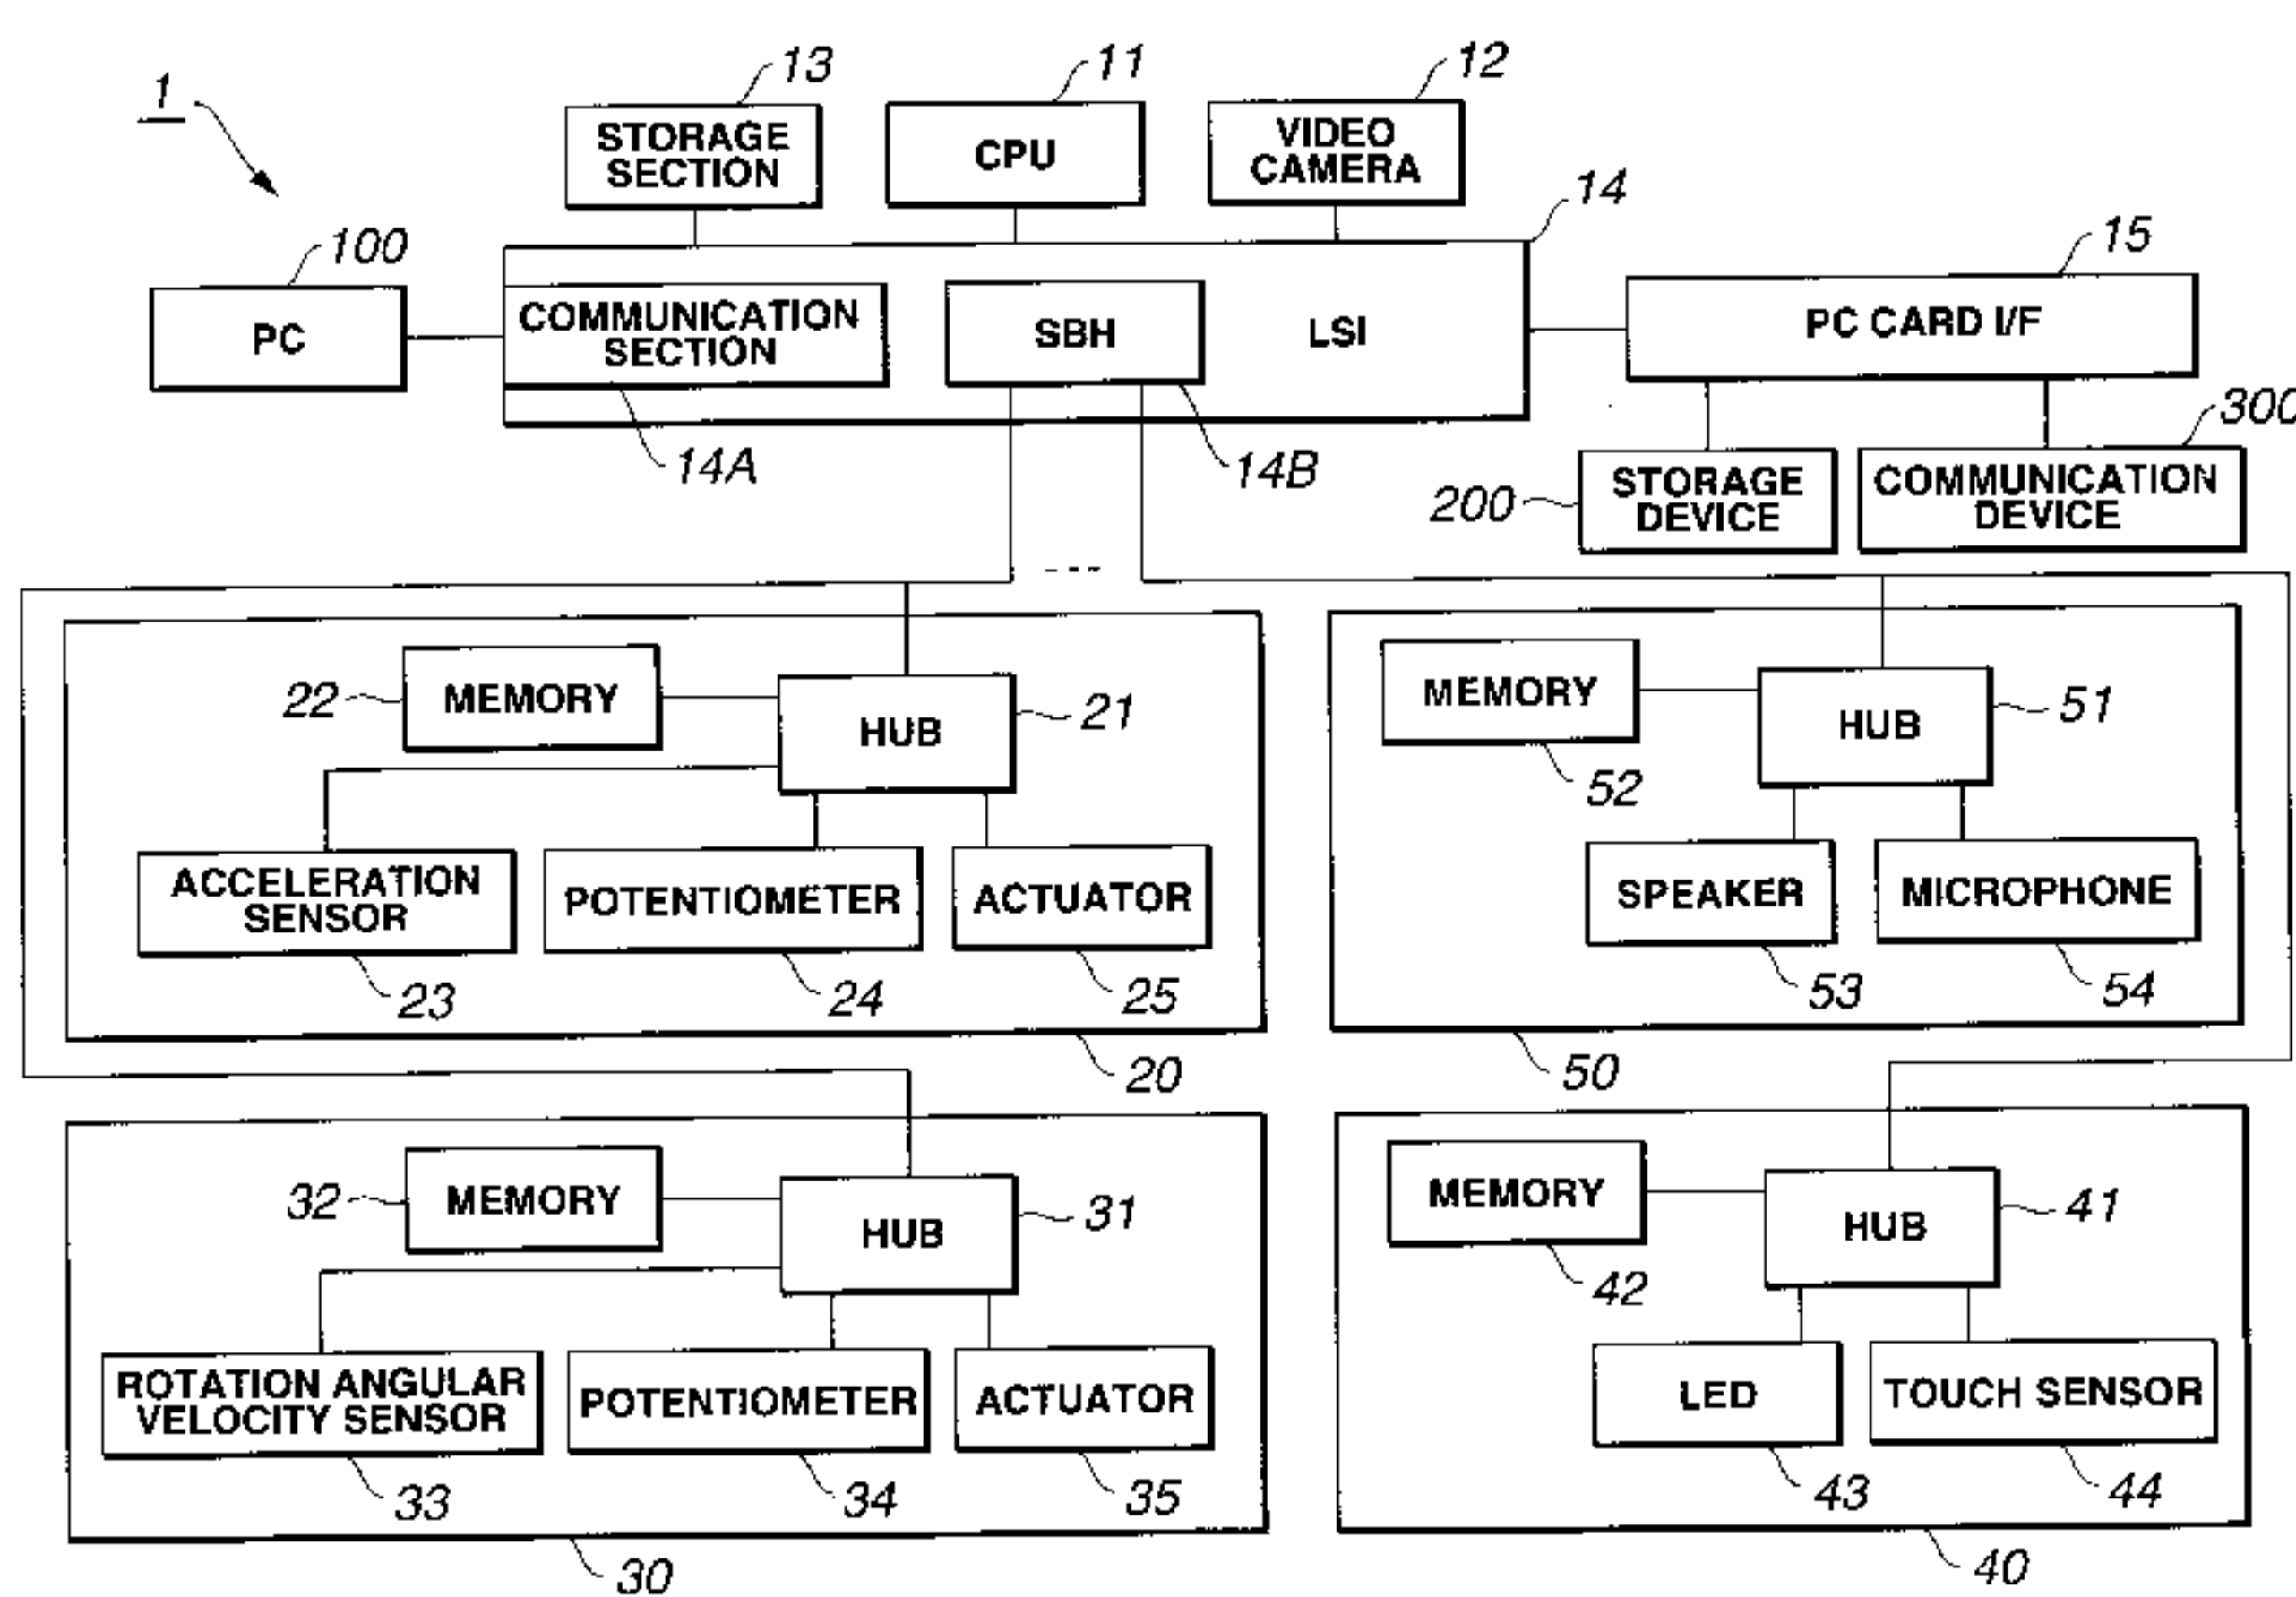 1
13
11
12
STORAGE
SECTION
CPU
VIDEO
CAMERA
14
100
15
PC
COMMUNICATION
SECTION
SBH
LSI
PC CARD I/F
14A
14B
300
200
STORAGE
DEVICE
COMMUNICATION
DEVICE
22
MEMORY
HUB
21
ACCELERATION
SENSOR
POTENTIOMETER
ACTUATOR
23
24
25
20
MEMORY
HUB
51
52
SPEAKER
MICROPHONE
53
54
50
32
MEMORY
HUB
31
ROTATION ANGULAR
VELOCITY SENSOR
POTENTIOMETER
ACTUATOR
33
34
35
30
MEMORY
HUB
41
42
LED
TOUCH SENSOR
43
44
40